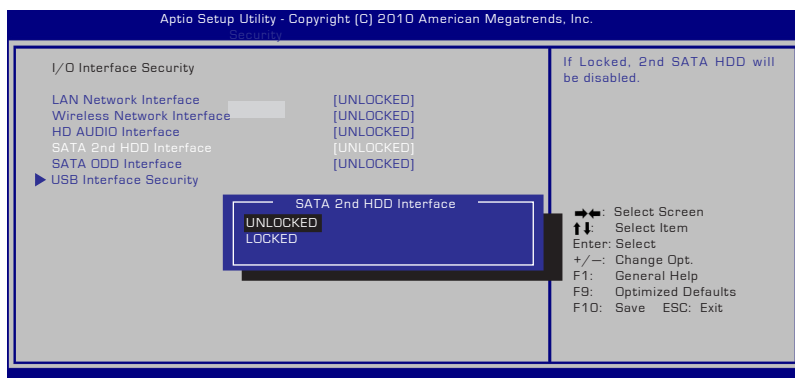 Aptio Setup Utility - Copyright (C) 2010 American Megatrends, Inc.
Security
I/O Interface Security
LAN Network Interface [UNLOCKED]
Wireless Network Interface [UNLOCKED]
HD AUDIO Interface [UNLOCKED]
SATA 2nd HDD Interface [UNLOCKED]
SATA ODD Interface [UNLOCKED]
USB Interface Security
SATA 2nd HDD Interface
UNLOCKED
LOCKED
If Locked, 2nd SATA HDD will
be disabled.
→←: Select Screen
↑↓: Select Item
Enter: Select
+/—: Change Opt.
F1: General Help
F9: Optimized Defaults
F10: Save ESC: Exit